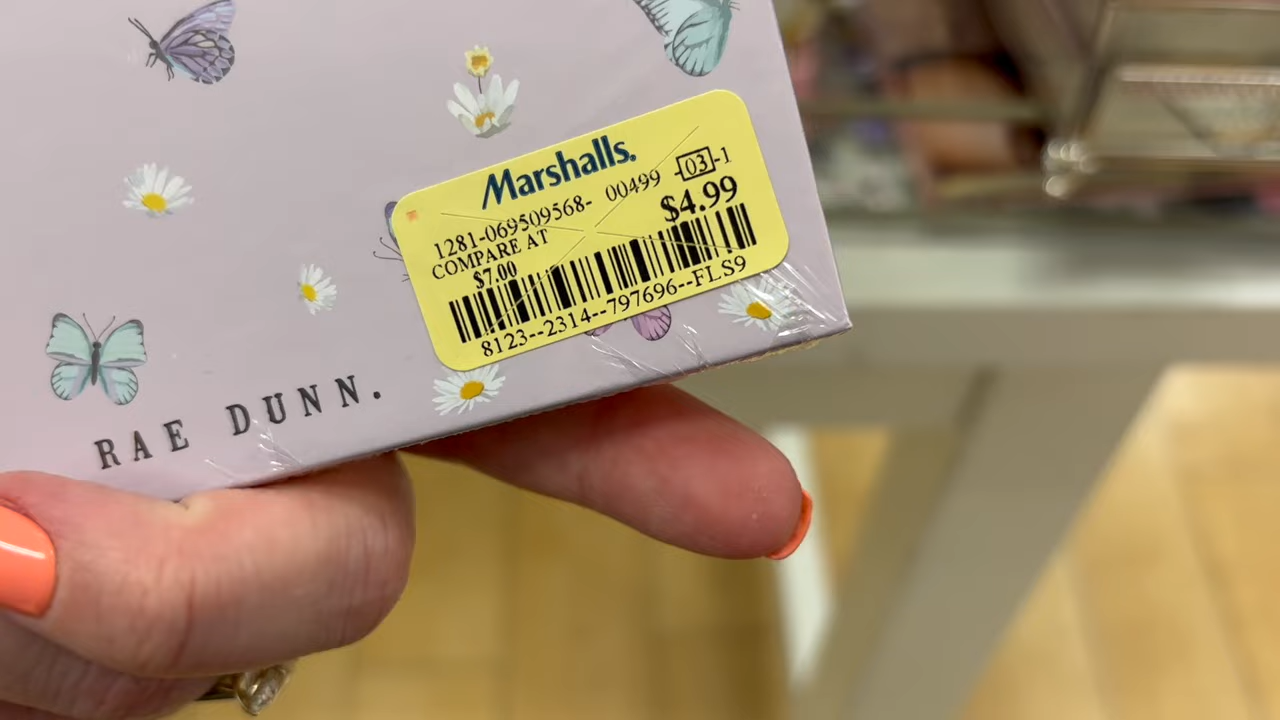 Marshalls.
1281-069509568- 00499 -03-1
COMPARE AT $4.99
$7.00
8123--2314--797696--FLS9
RAE DUNN.